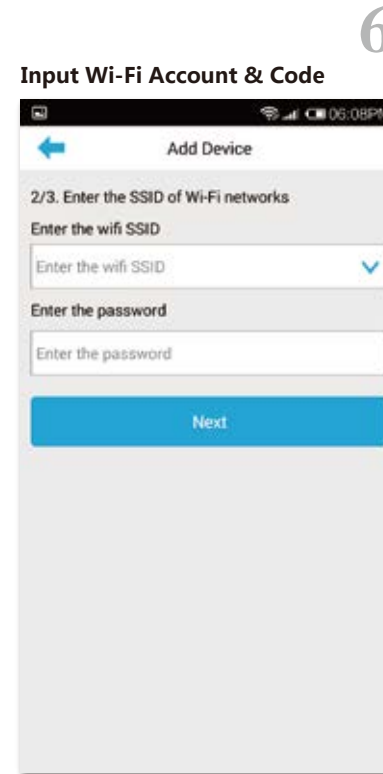 6
Input Wi-Fi Account & Code
06:08PM
Add Device
2/3. Enter the SSID of Wi-Fi networks
Enter the wifi SSID
Enter the wifi SSID
Enter the password
Enter the password
Next